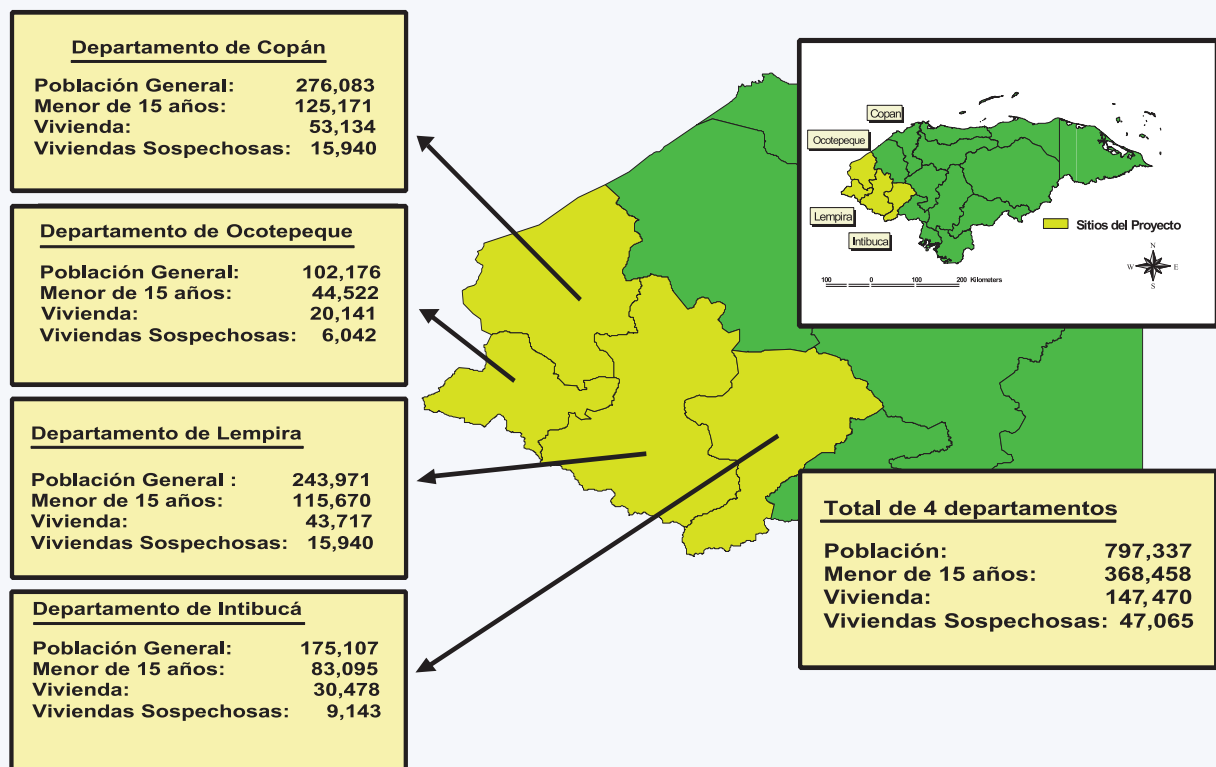 Departamento de Copán
Población General: 276,083
Menor de 15 años: 125,171
Vivienda: 53,134
Viviendas Sospechosas: 15,940
Departamento de Ocotepeque
Población General: 102,176
Menor de 15 años: 44,522
Vivienda: 20,141
Viviendas Sospechosas: 6,042
Departamento de Lempira
Población General : 243,971
Menor de 15 años: 115,670
Vivienda: 43,717
Viviendas Sospechosas: 15,940
Departamento de Intibucá
Población General: 175,107
Menor de 15 años: 83,095
Vivienda: 30,478
Viviendas Sospechosas: 9,143
Copan
Ocotepeque
Lempira
Intibuca
Sitios del Proyecto
N
W E
S
100 0 100 200 Kilometers
Total de 4 departamentos
Población: 797,337
Menor de 15 años: 368,458
Vivienda: 147,470
Viviendas Sospechosas: 47,065